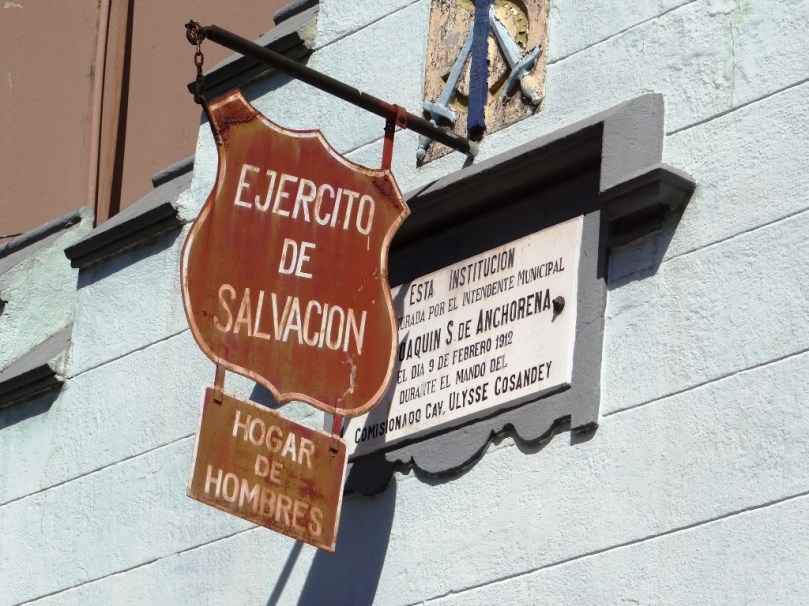 EJERCITO
DE
SALVACION
HOGAR
DE
HOMBRES
ESTA INSTITUCION
POR EL INTENDENTE MUNICIPAL
S. DE ANCHORENA
EL DIA 9 DE FEBRERO 1912
DURANTE EL MANDO DEL
COMISIONADO CAV. ULYSSE COSANDEY